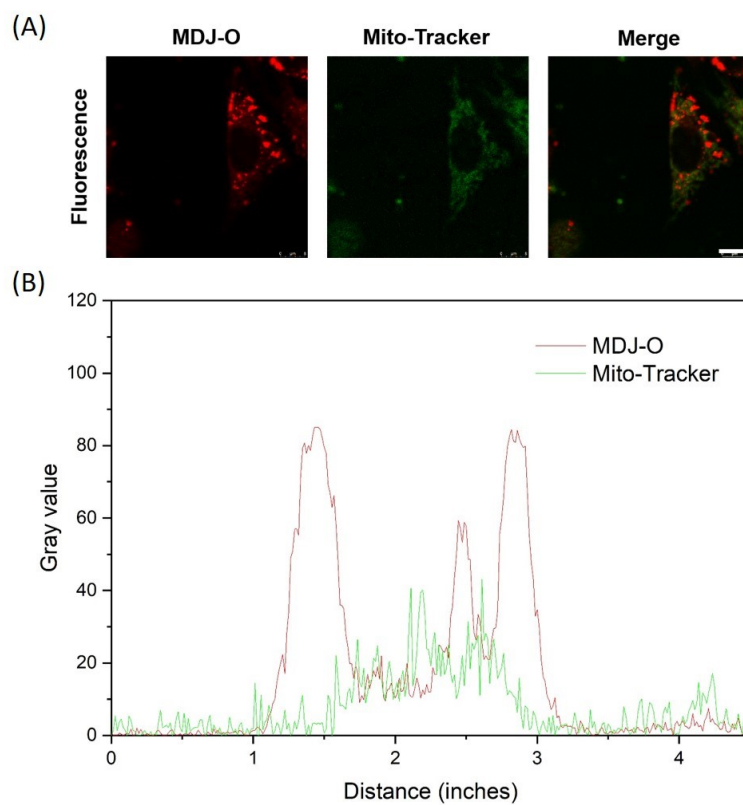 (A)
MDJ-O Mito-Tracker Merge
Fluorescence
(B)
120
100
80
60
40
20
0
Gray value
MDJ-O
Mito-Tracker
0 1 2 3 4
Distance (inches)